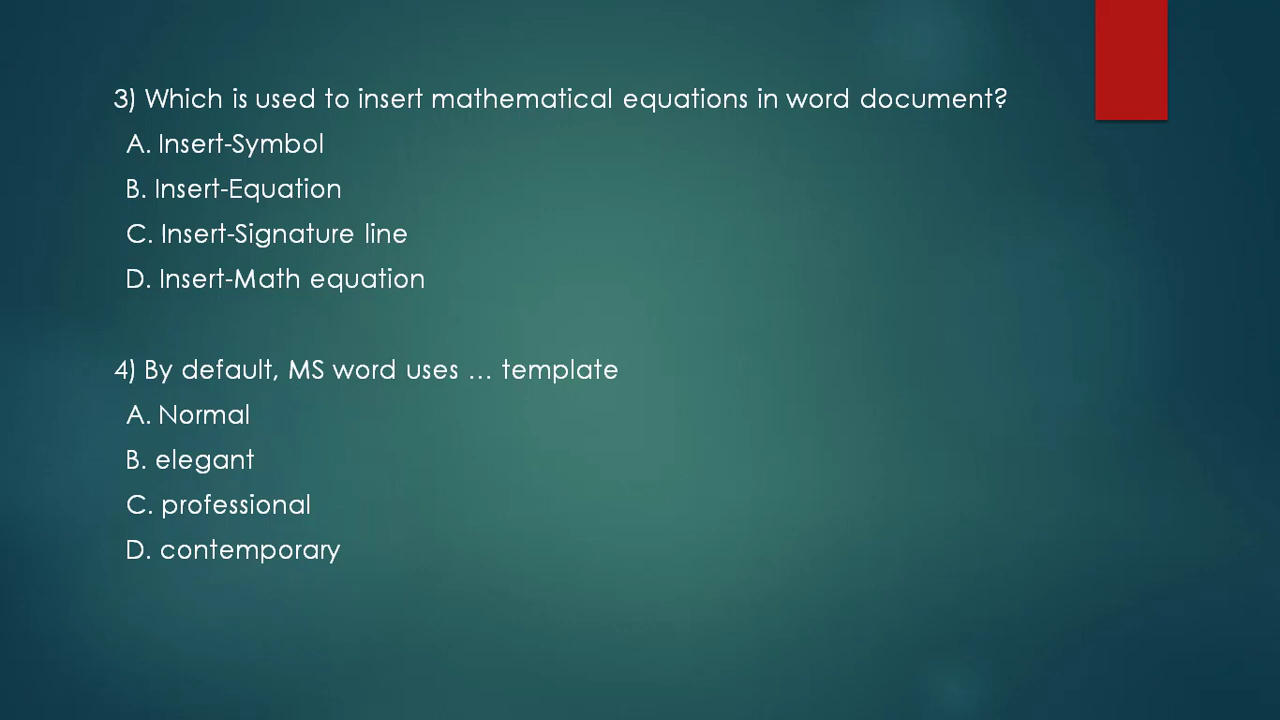 3) Which is used to insert mathematical equations in word document?
A. Insert-Symbol
B. Insert-Equation
C. Insert-Signature line
D. Insert-Math equation
4) By default, MS word uses … template
A. Normal
B. elegant
C. professional
D. contemporary